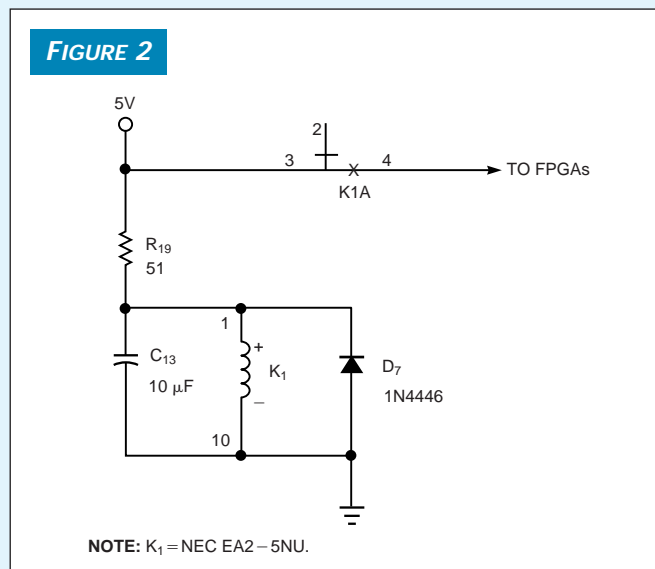 FIGURE 2
5V
2
3
4
TO FPGAs
K1A
R19
51
1
+
C13
10 μF
K1
D7
1N4446
–
10
NOTE: K1 = NEC EA2 – 5NU.